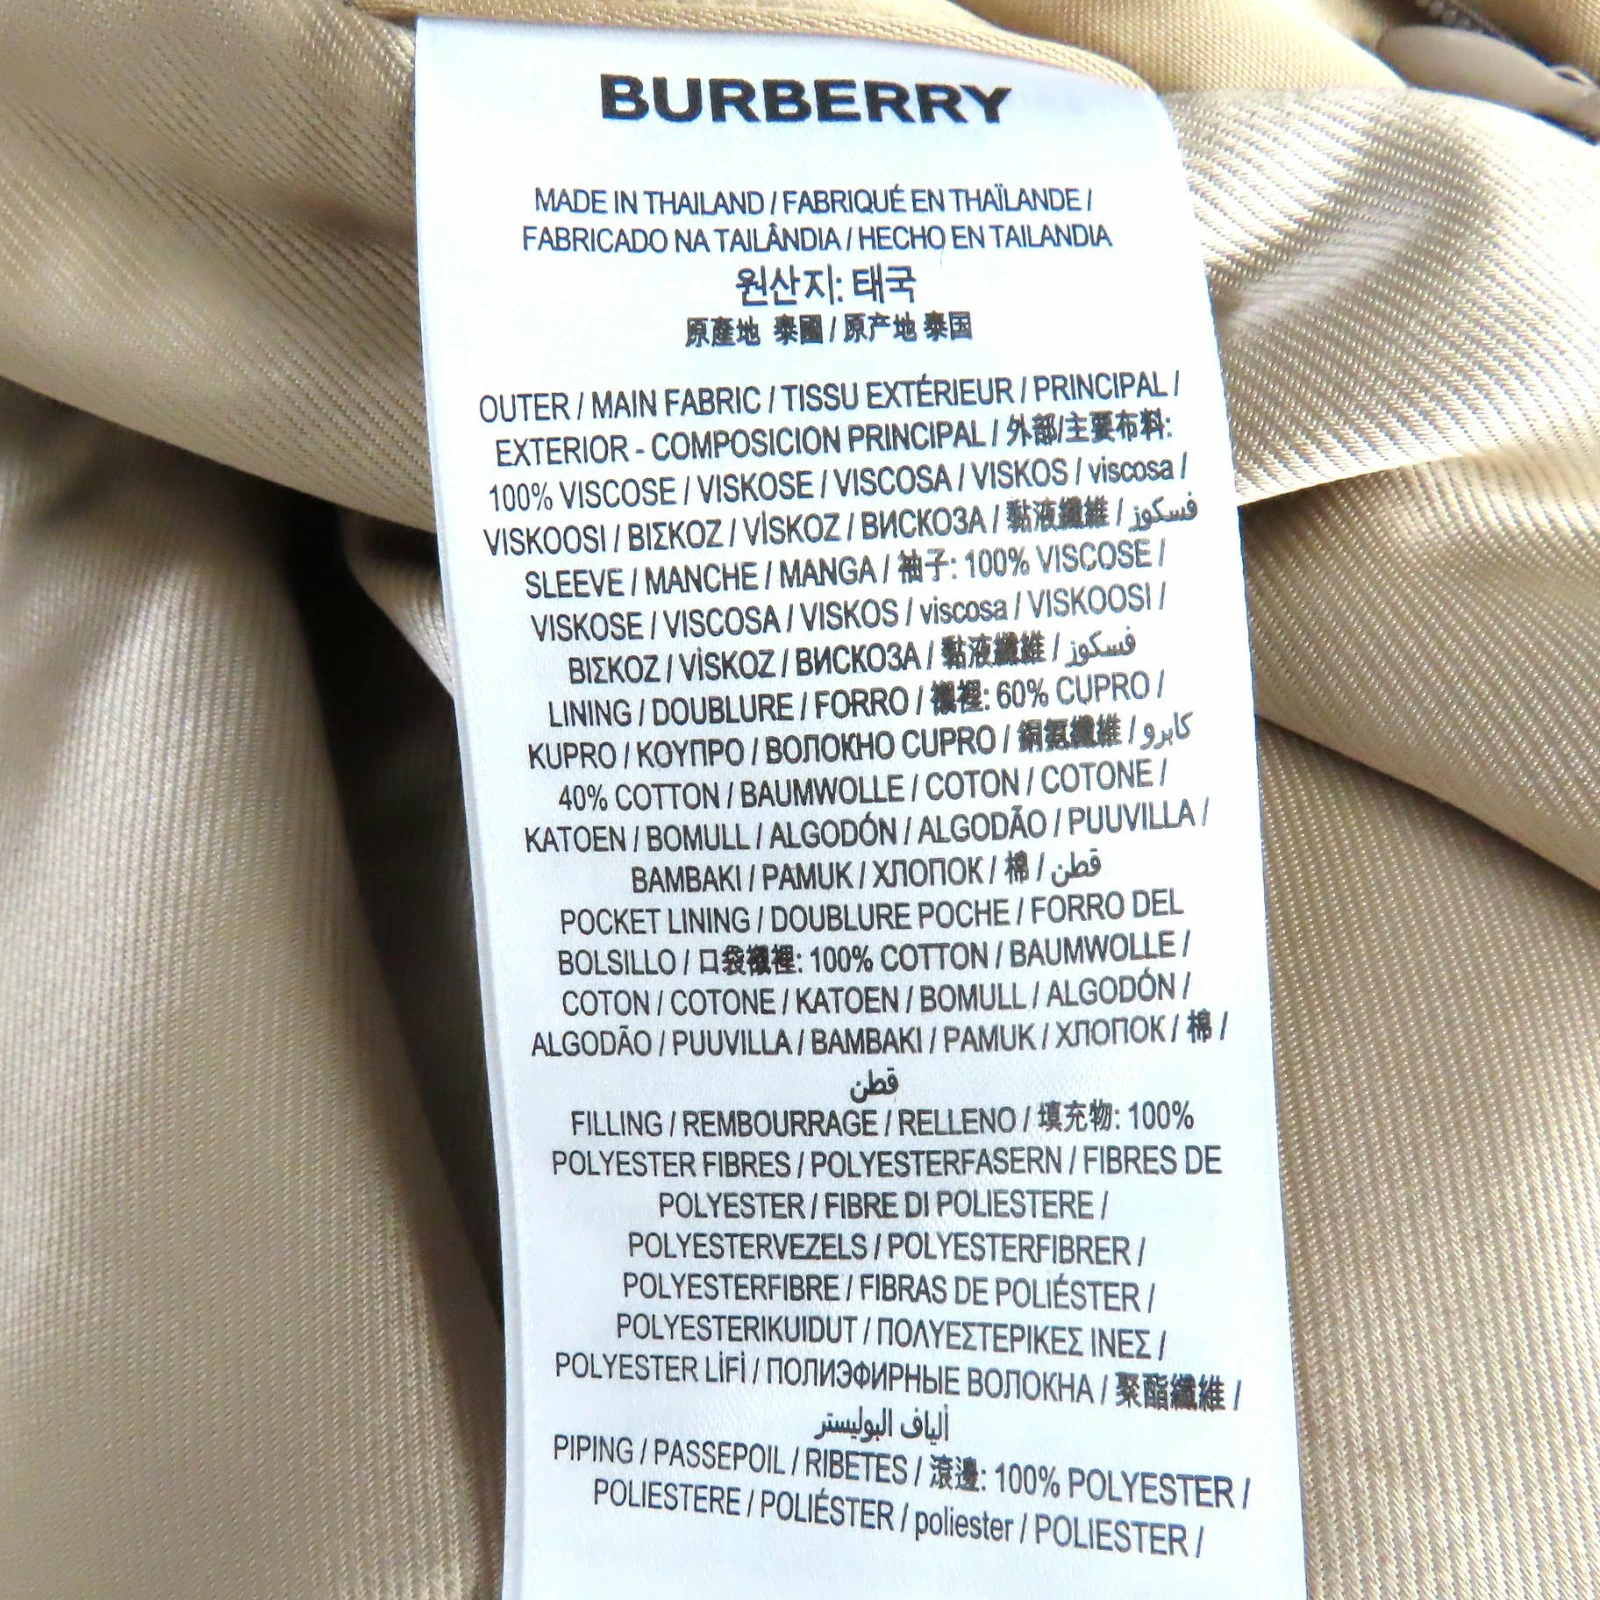 BURBERRY
MADE IN THAILAND / FABRIQUÉ EN THAÏLANDE /
FABRICADO NA TAILÂNDIA / HECHO EN TAILANDIA
원산지: 태국
原產地 泰國 / 原产地 泰国
OUTER / MAIN FABRIC / TISSU EXTÉRIEUR / PRINCIPAL /
EXTERIOR - COMPOSICION PRINCIPAL / 外部/主要布料:
100% VISCOSE / VISKOSE / VISCOSA / VISKOS / viscosa /
VISKOOSI / ΒΙΣΚΟΖ / VİSKOZ / ВИСКОЗА / 黏液纖維 / فسكوز
SLEEVE / MANCHE / MANGA / 袖子: 100% VISCOSE /
VISKOSE / VISCOSA / VISKOS / viscosa / VISKOOSI /
ΒΙΣΚΟΖ / VİSKOZ / ВИСКОЗА / 黏液纖維 / فسكوز
LINING / DOUBLURE / FORRO / 襯裡: 60% CUPRO /
KUPRO / ΚΟΥΠΡΟ / ВОЛОКНО CUPRO / 銅氨纖維 / كابرو
40% COTTON / BAUMWOLLE / COTON / COTONE /
KATOEN / BOMULL / ALGODÓN / ALGODÃO / PUUVILLA /
BAMBAKI / PAMUK / ХЛОПОК / 棉 / قطن
POCKET LINING / DOUBLURE POCHE / FORRO DEL
BOLSILLO / 口袋襯裡: 100% COTTON / BAUMWOLLE /
COTON / COTONE / KATOEN / BOMULL / ALGODÓN /
ALGODÃO / PUUVILLA / BAMBAKI / PAMUK / ХЛОПОК / 棉 /
قطن
FILLING / REMBOURRAGE / RELLENO / 填充物: 100%
POLYESTER FIBRES / POLYESTERFASERN / FIBRES DE
POLYESTER / FIBRE DI POLIESTERE /
POLYESTERVEZELS / POLYESTERFIBRER /
POLYESTERFIBRE / FIBRAS DE POLIÉSTER /
POLYESTERIKUIDUT / ΠΟΛΥΕΣΤΕΡΙΚΕΣ ΙΝΕΣ /
POLYESTER LİFİ / ПОЛИЭФИРНЫЕ ВОЛОКНА / 聚酯纖維 /
ألياف البوليستر
PIPING / PASSEPOIL / RIBETES / 滾邊: 100% POLYESTER /
POLIESTERE / POLIÉSTER / poliester / POLIESTER /